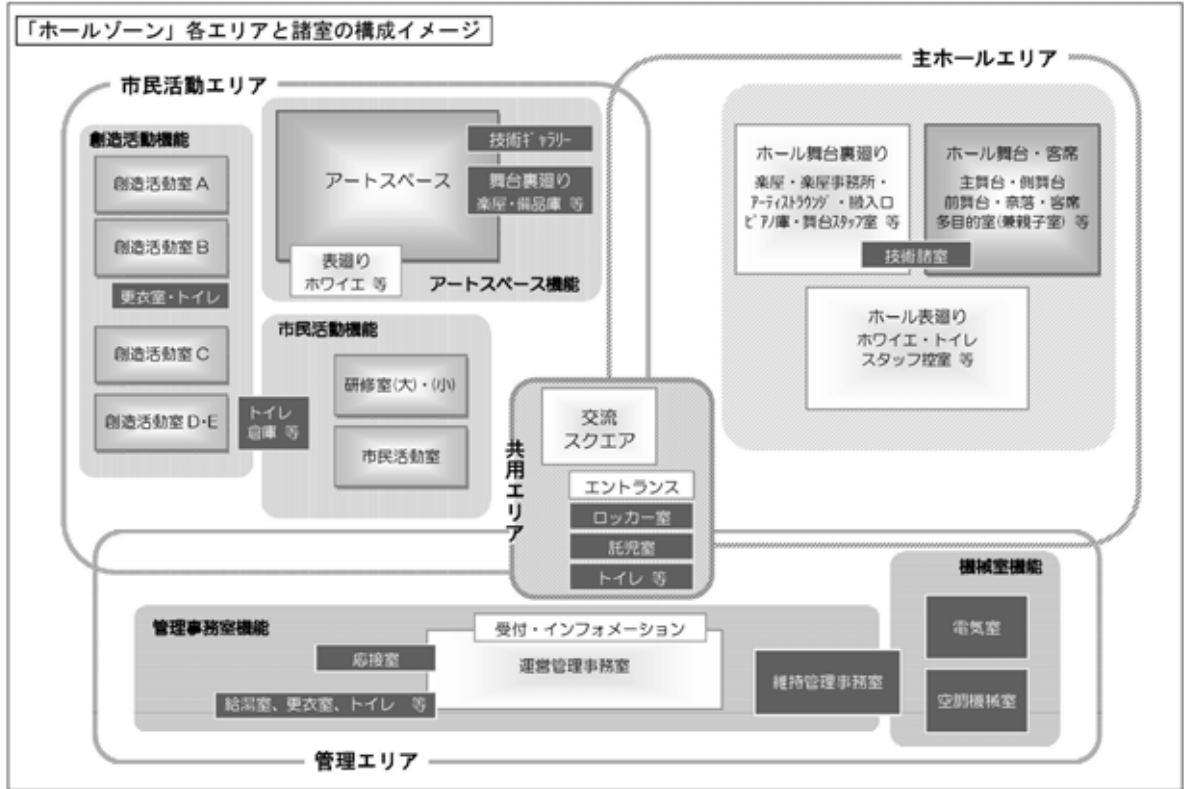 「ホールゾーン」各エリアと諸室の構成イメージ
主ホールエリア
市民活動エリア
創造活動機能
創造活動室A
創造活動室B
更衣室・トイレ
創造活動室C
創造活動室D・E
アートスペース
技術ギャラリー
舞台裏廻り
楽屋・備品庫 等
表廻り
ホワイエ 等
アートスペース機能
市民活動機能
研修室(大)・(小)
市民活動室
トイレ
倉庫 等
ホール舞台裏廻り
楽屋・楽屋事務所・
アーティストラウンジ・搬入口
ピアノ庫・舞台スタッフ室 等
ホール舞台・客席
主舞台・側舞台
前舞台・奈落・客席
多目的室(兼親子室) 等
技術諸室
ホール表廻り
ホワイエ・トイレ
スタッフ控室 等
共用エリア
交流
スクエア
エントランス
ロッカー室
託児室
トイレ 等
機械室機能
電気室
空調機械室
管理事務室機能
受付・インフォメーション
運営管理事務室
応接室
給湯室、更衣室、トイレ 等
維持管理事務室
管理エリア